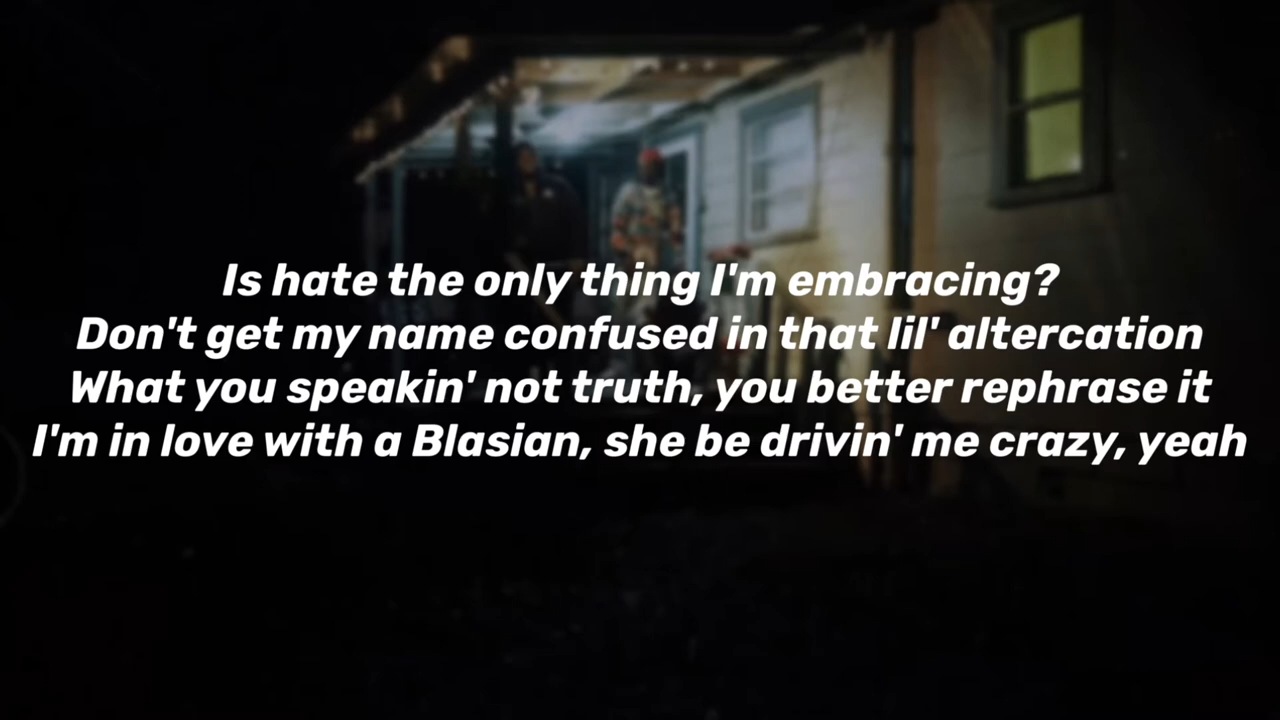 Is hate the only thing I'm embracing?
Don't get my name confused in that lil' altercation
What you speakin' not truth, you better rephrase it
I'm in love with a Blasian, she be drivin' me crazy, yeah